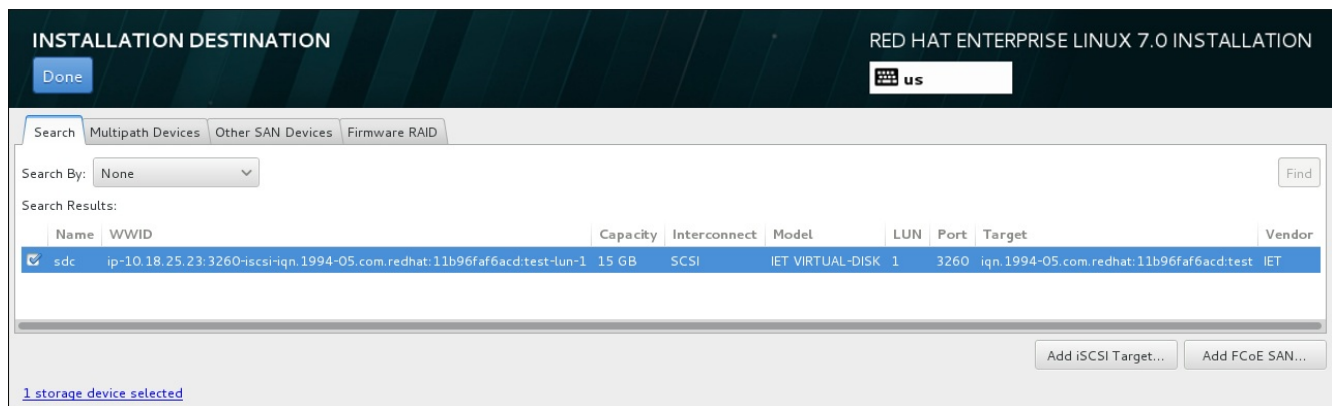 INSTALLATION DESTINATION
RED HAT ENTERPRISE LINUX 7.0 INSTALLATION
Done
us
Search Multipath Devices Other SAN Devices Firmware RAID
Search By: None Find
Search Results:
Name WWID Capacity Interconnect Model LUN Port Target Vendor
sdc ip-10.18.25.23:3260-iscsi-iqn.1994-05.com.redhat:11b96faf6acd:test-lun-1 15 GB SCSI IET VIRTUAL-DISK 1 3260 iqn.1994-05.com.redhat:11b96faf6acd:test IET
Add iSCSI Target... Add FCoE SAN...
1 storage device selected